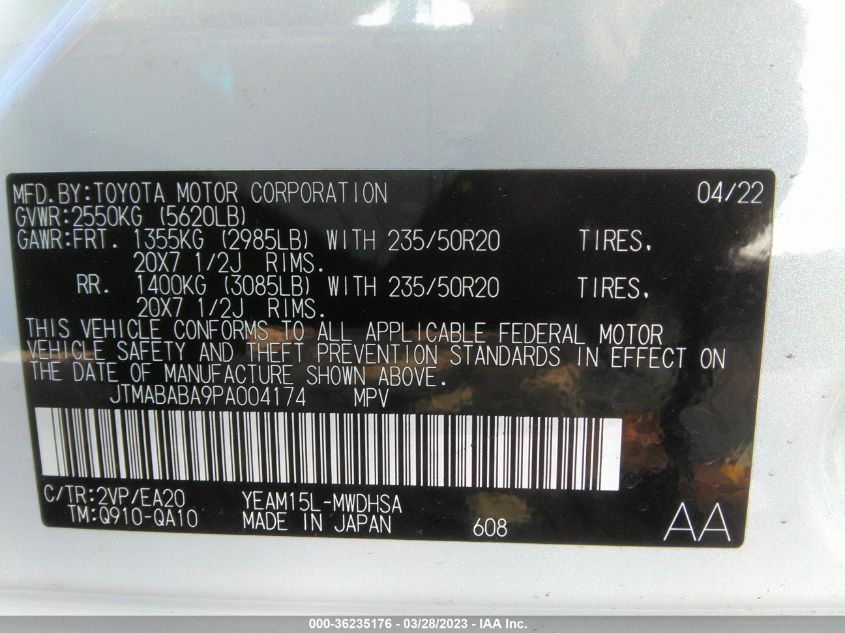 MFD.BY:TOYOTA MOTOR CORPORATION 04/22
GVWR:2550KG (5620LB)
GAWR:FRT. 1355KG (2985LB) WITH 235/50R20 TIRES.
20X7 1/2J RIMS.
RR. 1400KG (3085LB) WITH 235/50R20 TIRES.
20X7 1/2J RIMS.
THIS VEHICLE CONFORMS TO ALL APPLICABLE FEDERAL MOTOR
VEHICLE SAFETY AND THEFT PREVENTION STANDARDS IN EFFECT ON
THE DATE OF MANUFACTURE SHOWN ABOVE.
JTMABABA9PA004174 MPV
C/TR:2VP/EA20 YEAM15L-MWDHSA
TM:Q910-QA10 MADE IN JAPAN 608 AA
000-36235176 - 03/28/2023 - IAA Inc.